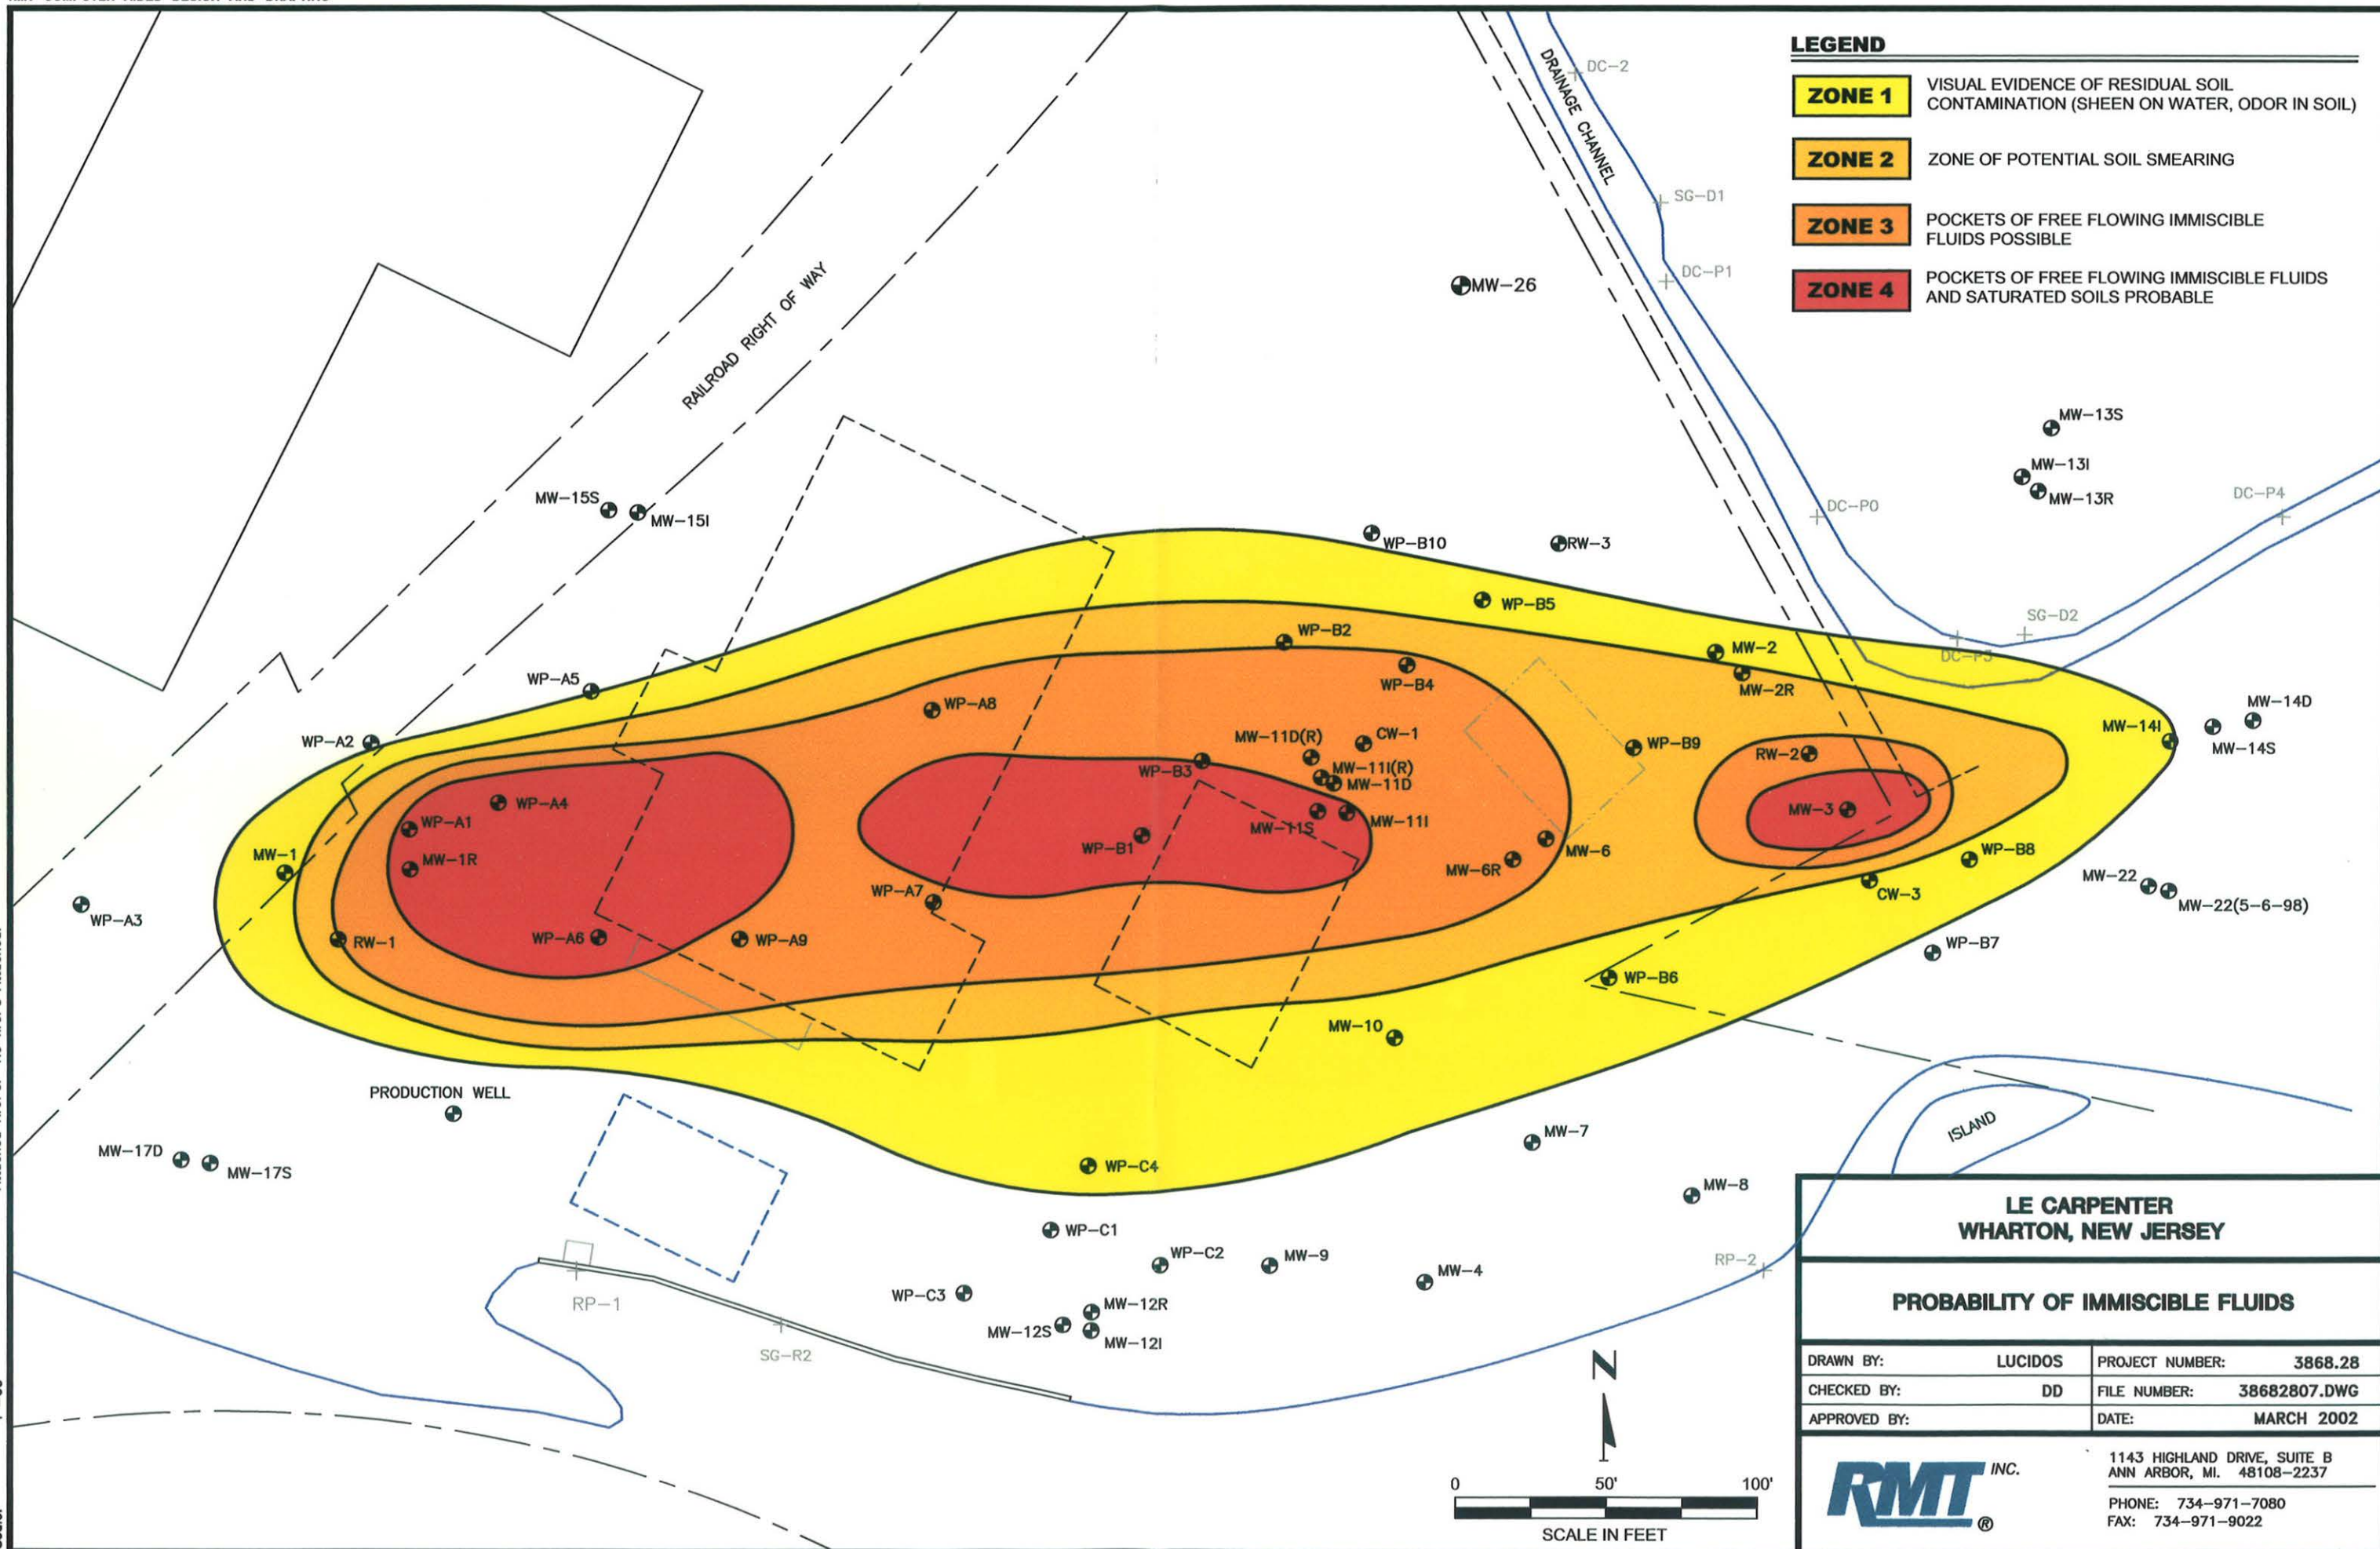 LEGEND
ZONE 1
VISUAL EVIDENCE OF RESIDUAL SOIL
CONTAMINATION (SHEEN ON WATER, ODOR IN SOIL)
ZONE 2
ZONE OF POTENTIAL SOIL SMEARING
ZONE 3
POCKETS OF FREE FLOWING IMMISCIBLE
FLUIDS POSSIBLE
ZONE 4
POCKETS OF FREE FLOWING IMMISCIBLE FLUIDS
AND SATURATED SOILS PROBABLE
DRAINAGE CHANNEL
DC-2
SG-D1
DC-P1
MW-26
RAILROAD RIGHT OF WAY
MW-13S
MW-13I
MW-13R
DC-P4
DC-P0
MW-15S
MW-15I
WP-B10
RW-3
WP-B5
SG-D2
DC-P3
WP-B2
MW-2
WP-B4
MW-2R
WP-A5
WP-A8
MW-14D
MW-14I
MW-14S
WP-A2
MW-11D(R)
CW-1
WP-B9
RW-2
WP-B3
MW-11I(R)
MW-11D
WP-A4
WP-A1
MW-3
MW-11S
MW-11I
MW-1
MW-1R
WP-B1
MW-6
MW-6R
WP-B8
MW-22
WP-A7
CW-3
MW-22(5-6-98)
WP-A3
RW-1
WP-A6
WP-A9
WP-B7
WP-B6
MW-10
PRODUCTION WELL
ISLAND
MW-7
MW-17D
MW-17S
WP-C4
MW-8
WP-C1
WP-C2
MW-9
RP-2
MW-4
WP-C3
RP-1
MW-12R
MW-12S
MW-12I
SG-R2
N
0 50' 100'
SCALE IN FEET
LE CARPENTER
WHARTON, NEW JERSEY
PROBABILITY OF IMMISCIBLE FLUIDS
DRAWN BY: LUCIDOS PROJECT NUMBER: 3868.28
CHECKED BY: DD FILE NUMBER: 38682807.DWG
APPROVED BY: DATE: MARCH 2002
RMT INC. ®
1143 HIGHLAND DRIVE, SUITE B
ANN ARBOR, MI. 48108-2237
PHONE: 734-971-7080
FAX: 734-971-9022